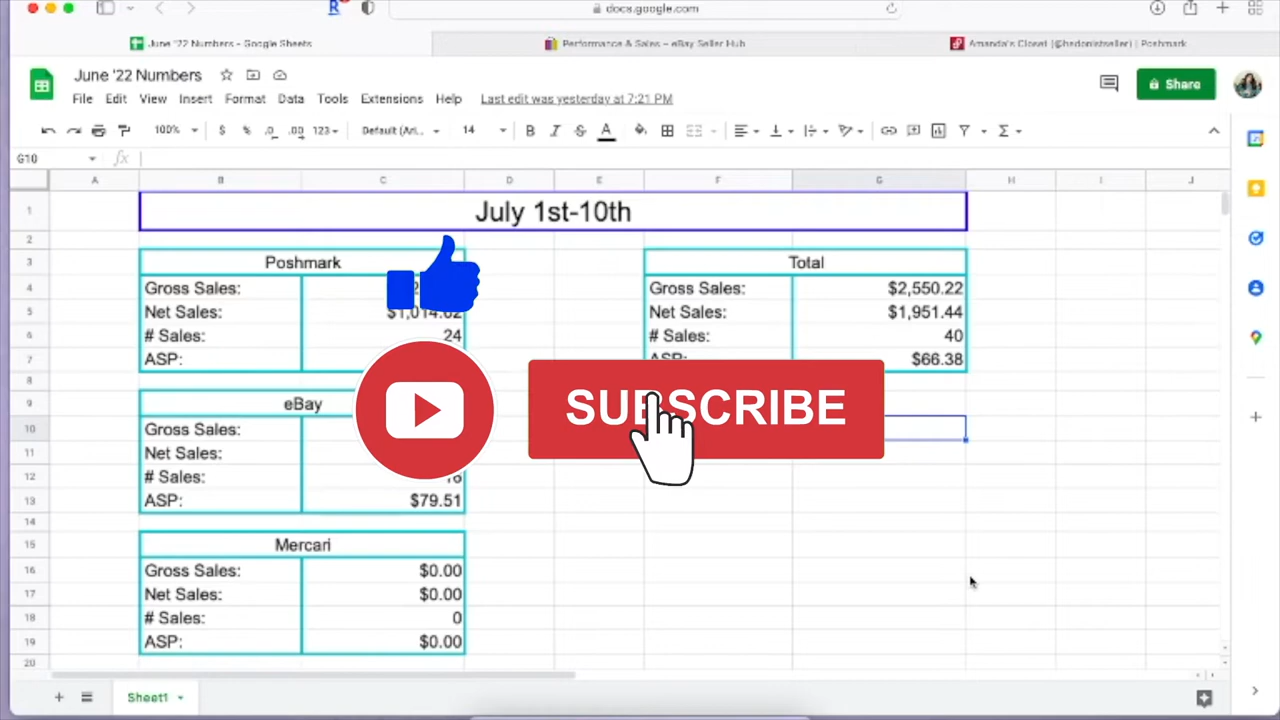 docs.google.com
June '22 Numbers - Google Sheets
Performance & Sales – eBay Seller Hub
Amanda's Closet (@hedonistseller) | Poshmark
June '22 Numbers
Share
File Edit View Insert Format Data Tools Extensions Help Last edit was yesterday at 7:21 PM
100% $ % .0 .00 123 Default (Ari... 14 B I S A
G10 fx
A B C D E F G H I J
1 July 1st-10th
2
3 Poshmark Total
4 Gross Sales: Gross Sales: $2,550.22
5 Net Sales: $1,014.62 Net Sales: $1,951.44
6 # Sales: 24 # Sales: 40
7 ASP: ASP: $66.38
8
9 eBay
SUBSCRIBE
10 Gross Sales:
11 Net Sales:
12 # Sales: 16
13 ASP: $79.51
14
15 Mercari
16 Gross Sales: $0.00
17 Net Sales: $0.00
18 # Sales: 0
19 ASP: $0.00
20
Sheet1